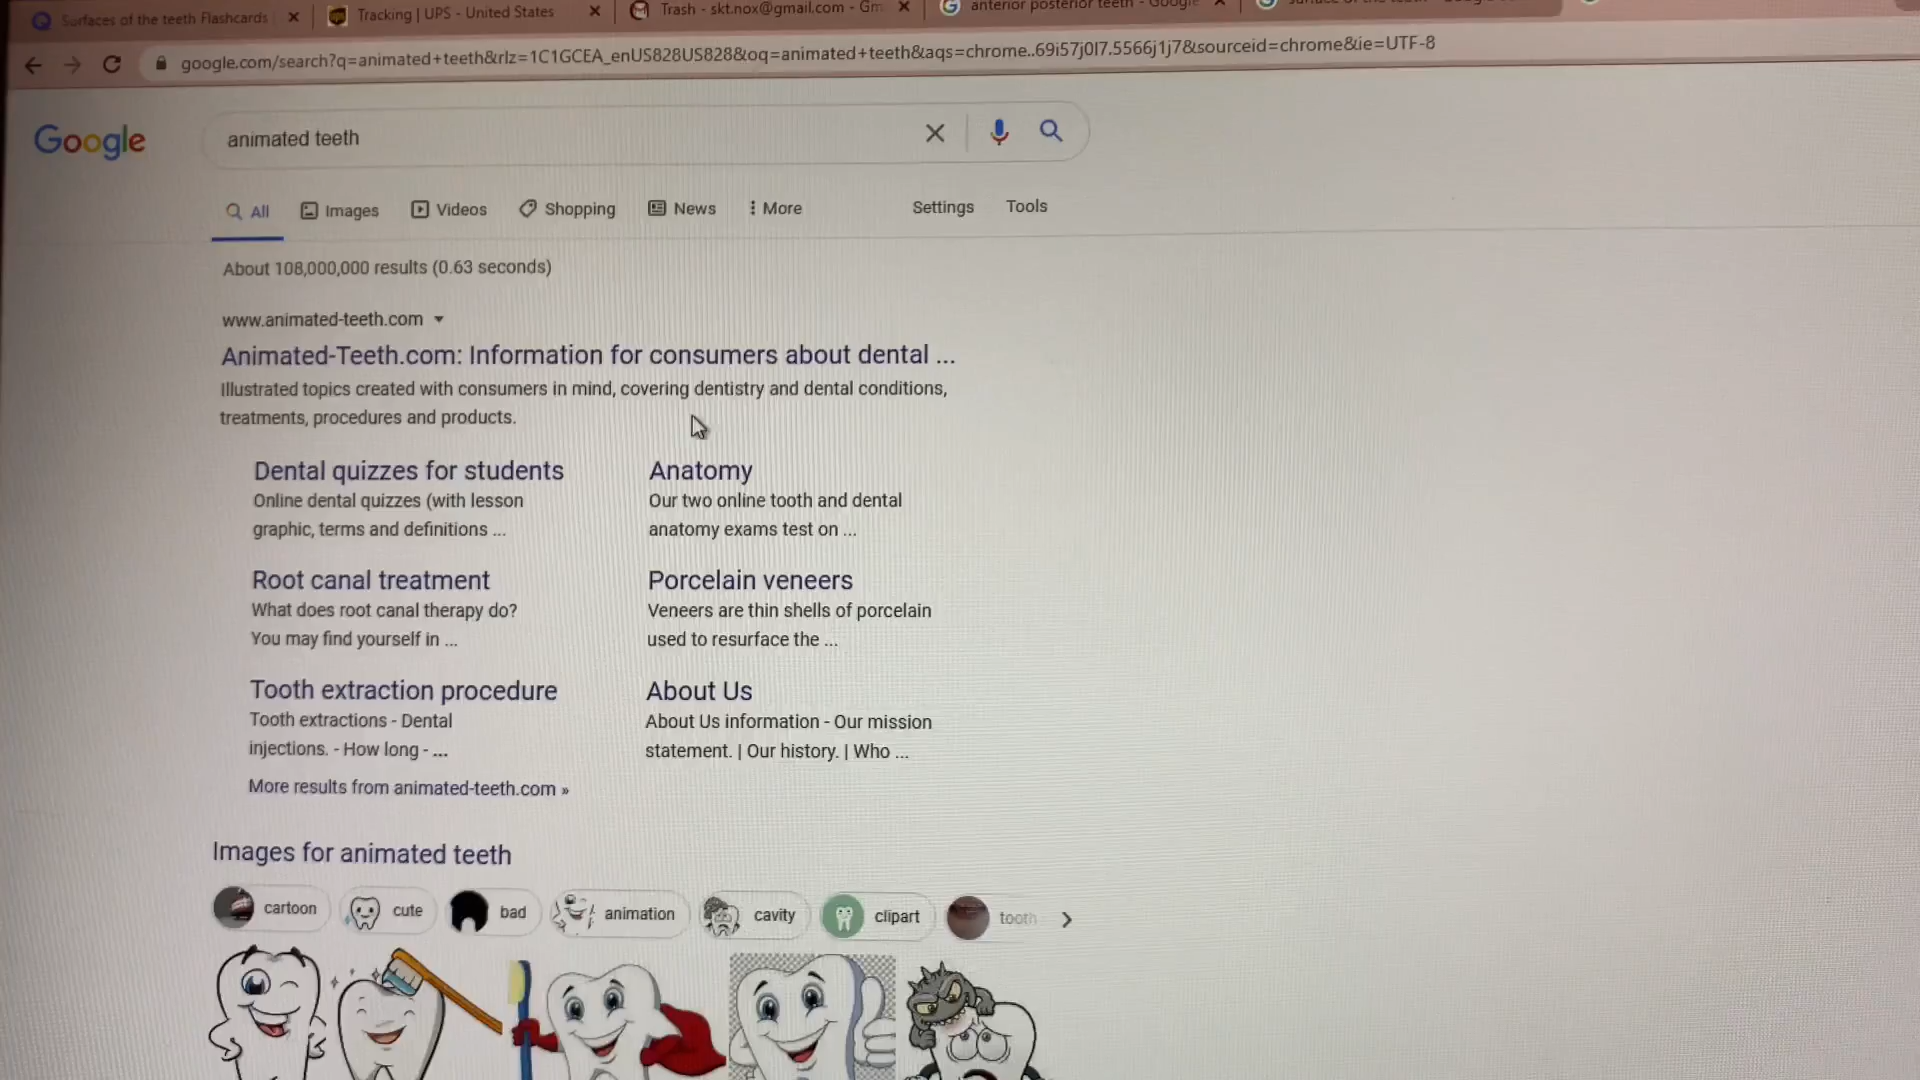 Surfaces of the teeth Flashcards
Tracking | UPS - United States
Trash - skt.nox@gmail.com - Gm
anterior posterior teeth - Google
google.com/search?q=animated+teeth&rlz=1C1GCEA_enUS828US828&oq=animated+teeth&aqs=chrome..69i57j0l7.5566j1j7&sourceid=chrome&ie=UTF-8
Google
animated teeth
All Images Videos Shopping News More Settings Tools
About 108,000,000 results (0.63 seconds)
www.animated-teeth.com
Animated-Teeth.com: Information for consumers about dental ...
Illustrated topics created with consumers in mind, covering dentistry and dental conditions,
treatments, procedures and products.
Dental quizzes for students
Online dental quizzes (with lesson
graphic, terms and definitions ...
Anatomy
Our two online tooth and dental
anatomy exams test on ...
Root canal treatment
What does root canal therapy do?
You may find yourself in ...
Porcelain veneers
Veneers are thin shells of porcelain
used to resurface the ...
Tooth extraction procedure
Tooth extractions - Dental
injections. - How long - ...
About Us
About Us information - Our mission
statement. | Our history. | Who ...
More results from animated-teeth.com »
Images for animated teeth
cartoon cute bad animation cavity clipart tooth